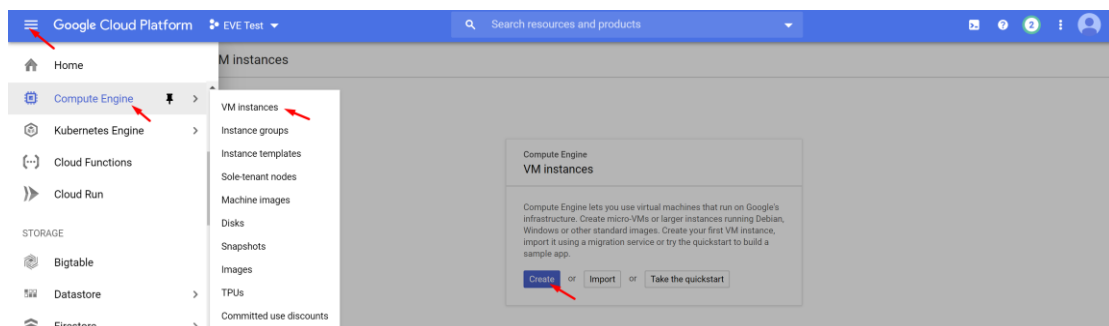 Google Cloud Platform
EVE Test
Search resources and products
2
Home
Compute Engine
Kubernetes Engine
Cloud Functions
Cloud Run
STORAGE
Bigtable
Datastore
Firestore
VM instances
Instance groups
Instance templates
Sole-tenant nodes
Machine images
Disks
Snapshots
Images
TPUs
Committed use discounts
M instances
Compute Engine
VM instances
Compute Engine lets you use virtual machines that run on Google's
infrastructure. Create micro-VMs or larger instances running Debian,
Windows or other standard images. Create your first VM instance,
import it using a migration service or try the quickstart to build a
sample app.
Create or Import or Take the quickstart